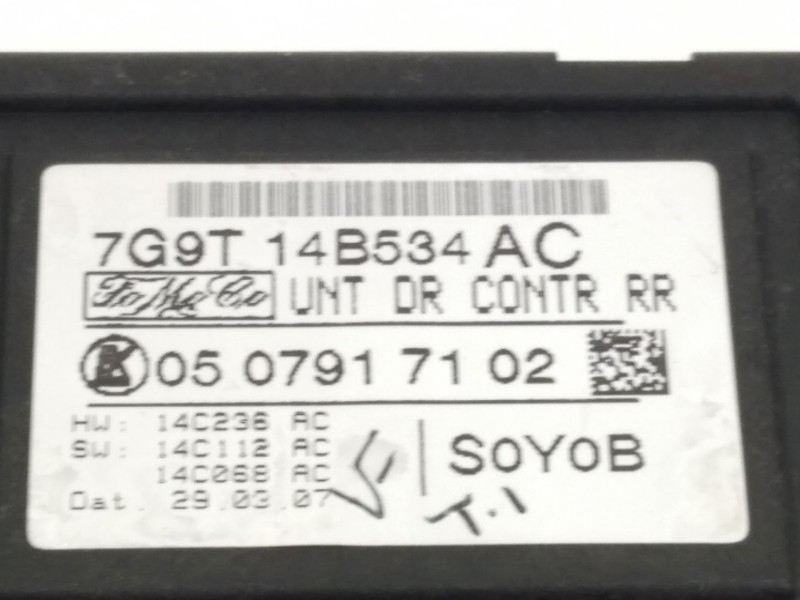 7G9T 14B534 AC
FoMoCo UNT DR CONTR RR
05 0791 71 02
HW: 14C236 AC
SW: 14C112 AC
14C068 AC
Dat. 29.03.07
S0Y0B
T.1